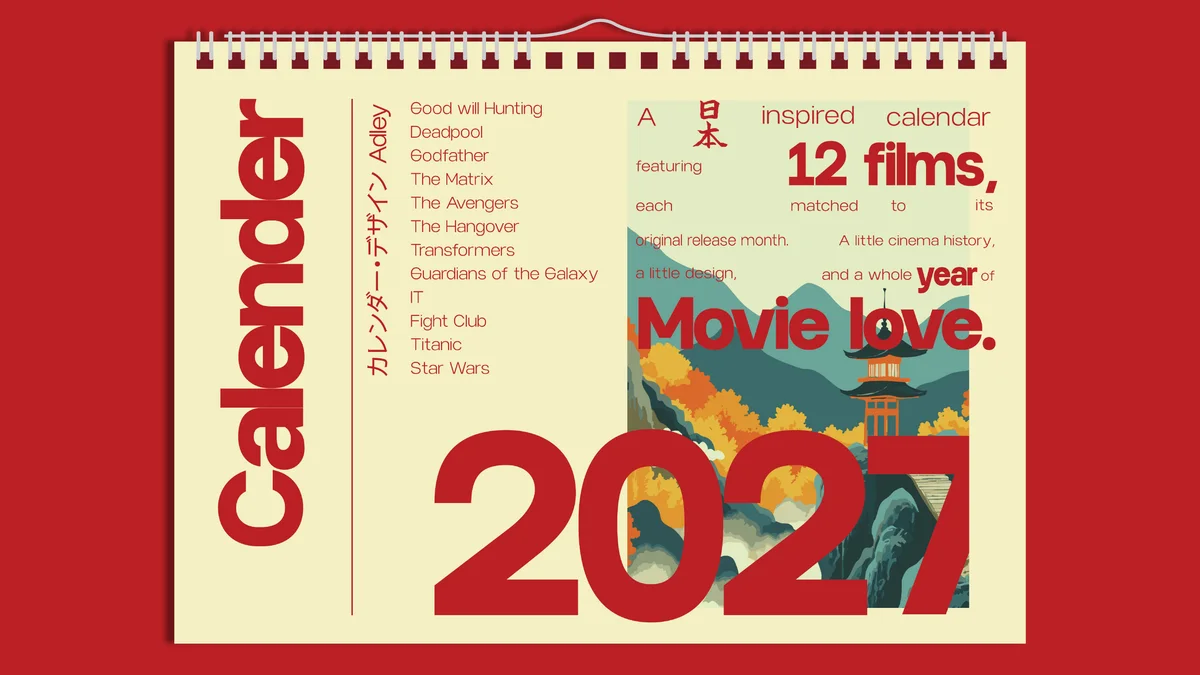 Calender
カレンダー・デザイン Adley
Good will Hunting
Deadpool
Godfather
The Matrix
The Avengers
The Hangover
Transformers
Guardians of the Galaxy
IT
Fight Club
Titanic
Star Wars
A 日本 inspired calendar
featuring 12 films,
each matched to its
original release month. A little cinema history,
a little design, and a whole year of
Movie love.
2027